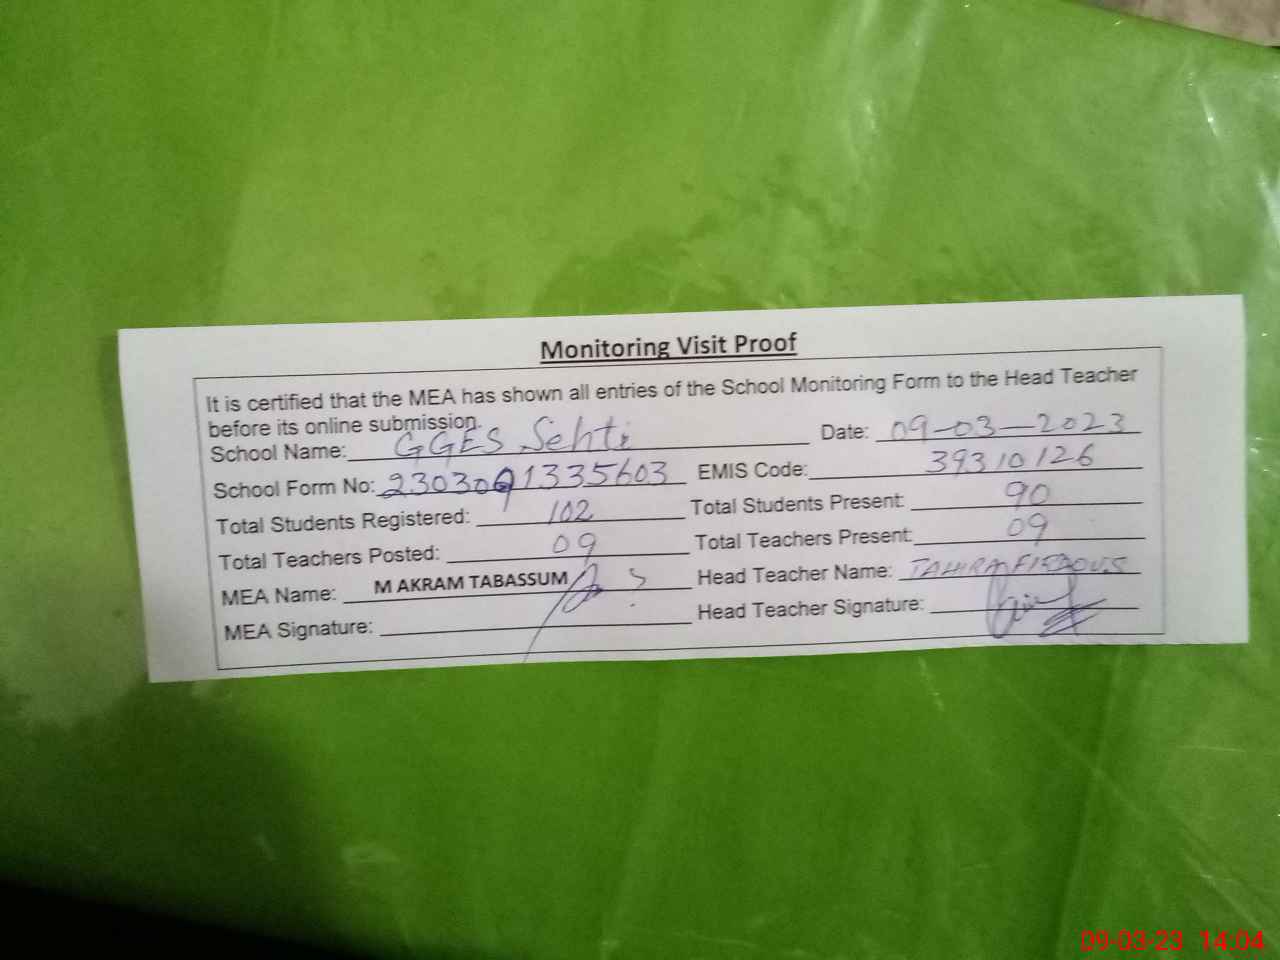 Monitoring Visit Proof
It is certified that the MEA has shown all entries of the School Monitoring Form to the Head Teacher
before its online submission.
School Name: GGES Sehti Date: 09-03-2023
School Form No: 2303091335603 EMIS Code: 39310126
Total Students Registered: 102 Total Students Present: 90
Total Teachers Posted: 09 Total Teachers Present: 09
MEA Name: M AKRAM TABASSUM Head Teacher Name: TAHIRA FIRDOUS
MEA Signature: Head Teacher Signature:
09-03-23 14:04